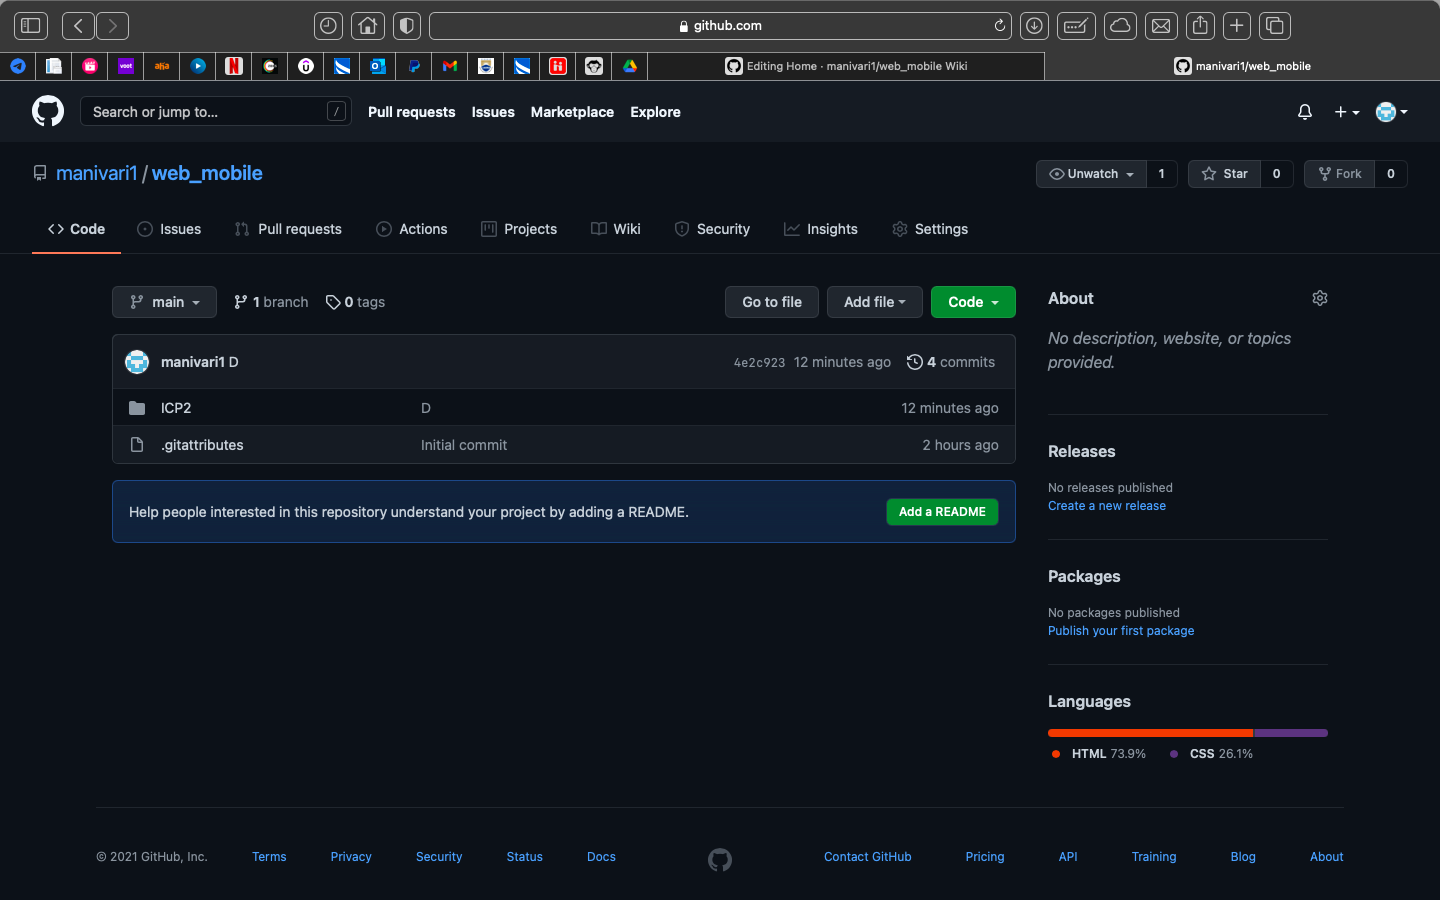 github.com
voot
aha
N
Editing Home · manivari1/web_mobile Wiki
manivari1/web_mobile
Search or jump to... /
Pull requests Issues Marketplace Explore
manivari1 / web_mobile
Unwatch 1 Star 0 Fork 0
Code Issues Pull requests Actions Projects Wiki Security Insights Settings
main 1 branch 0 tags Go to file Add file Code
manivari1 D 4e2c923 12 minutes ago 4 commits
ICP2 D 12 minutes ago
.gitattributes Initial commit 2 hours ago
Help people interested in this repository understand your project by adding a README. Add a README
About
No description, website, or topics
provided.
Releases
No releases published
Create a new release
Packages
No packages published
Publish your first package
Languages
HTML 73.9% CSS 26.1%
© 2021 GitHub, Inc. Terms Privacy Security Status Docs Contact GitHub Pricing API Training Blog About